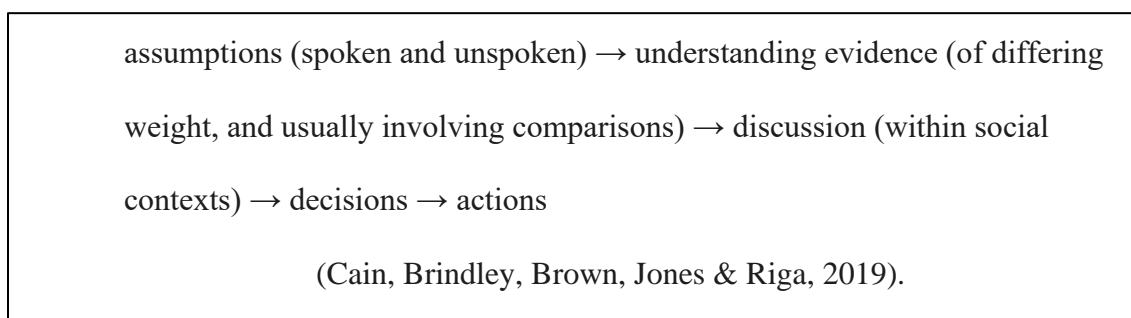 assumptions (spoken and unspoken) → understanding evidence (of differing
weight, and usually involving comparisons) → discussion (within social
contexts) → decisions → actions
(Cain, Brindley, Brown, Jones & Riga, 2019).